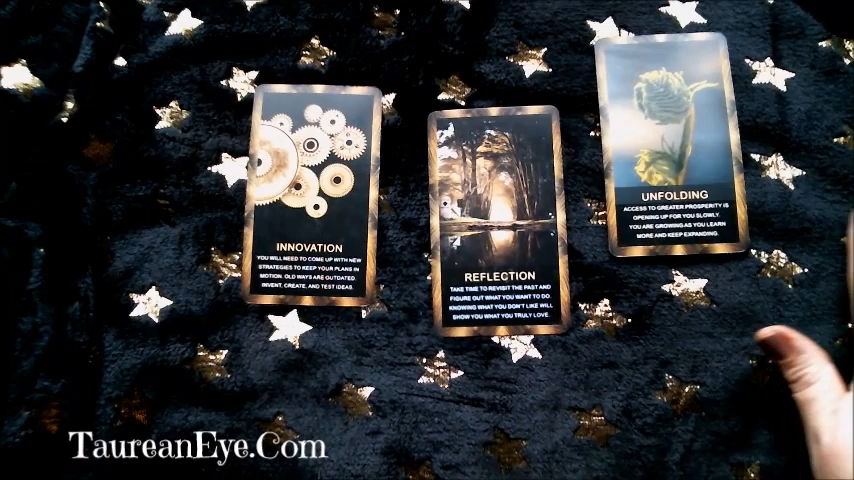 INNOVATION
YOU WILL NEED TO COME UP WITH NEW
STRATEGIES TO KEEP YOUR PLANS IN
MOTION. OLD WAYS ARE OUTDATED.
INVENT, CREATE, AND TEST IDEAS.
REFLECTION
TAKE TIME TO REVISIT THE PAST AND
FIGURE OUT WHAT YOU WANT TO DO.
KNOWING WHAT YOU DON'T LIKE WILL
SHOW YOU WHAT YOU TRULY LOVE.
UNFOLDING
ACCESS TO GREATER PROSPERITY IS
OPENING UP FOR YOU SLOWLY.
YOU ARE GROWING AS YOU LEARN
MORE AND KEEP EXPANDING.
TaureanEye.Com